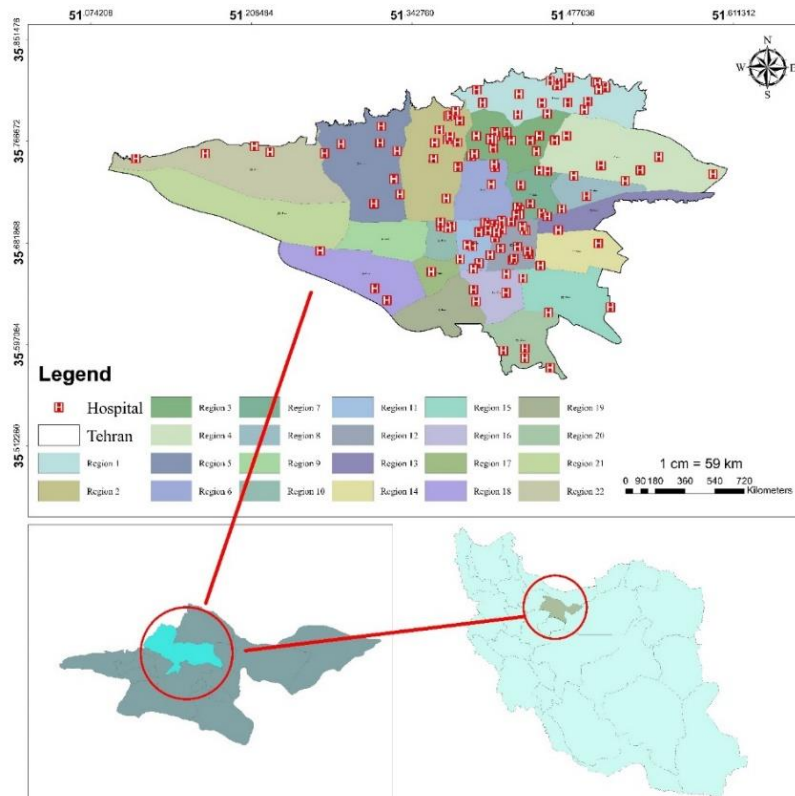 51.074208 51.208484 51.342760 51.477036 51.611312
35.851476
35.766672
35.681868
35.597064
35.512260
N
W E
S
Legend
H Hospital
Tehran
Region 1
Region 2
Region 3
Region 4
Region 5
Region 6
Region 7
Region 8
Region 9
Region 10
Region 11
Region 12
Region 13
Region 14
Region 15
Region 16
Region 17
Region 18
Region 19
Region 20
Region 21
Region 22
1 cm = 59 km
0 90 180 360 540 720
Kilometers